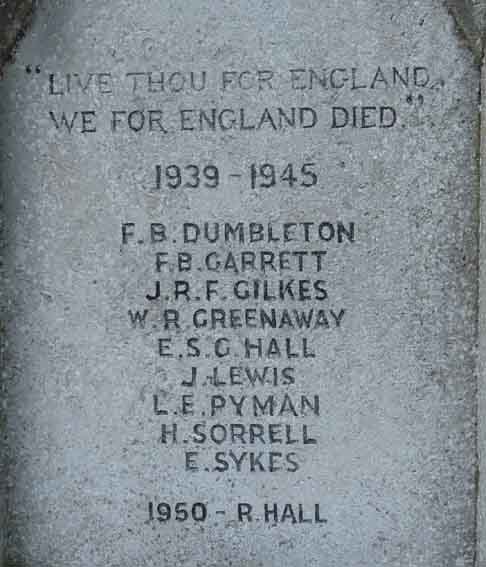 "LIVE THOU FOR ENGLAND
WE FOR ENGLAND DIED."
1939 - 1945
F. B. DUMBLETON
F. B. GARRETT
J. R. F. GILKES
W. R. GREENAWAY
E. S. G. HALL
J. LEWIS
L. E. PYMAN
H. SORRELL
E. SYKES
1950 - R. HALL